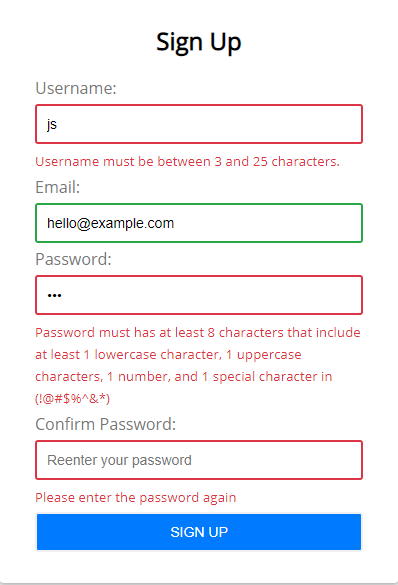 Sign Up
Username:
js
Username must be between 3 and 25 characters.
Email:
hello@example.com
Password:
•••
Password must has at least 8 characters that include
at least 1 lowercase character, 1 uppercase
characters, 1 number, and 1 special character in
(!@#$%^&*)
Confirm Password:
Reenter your password
Please enter the password again
SIGN UP